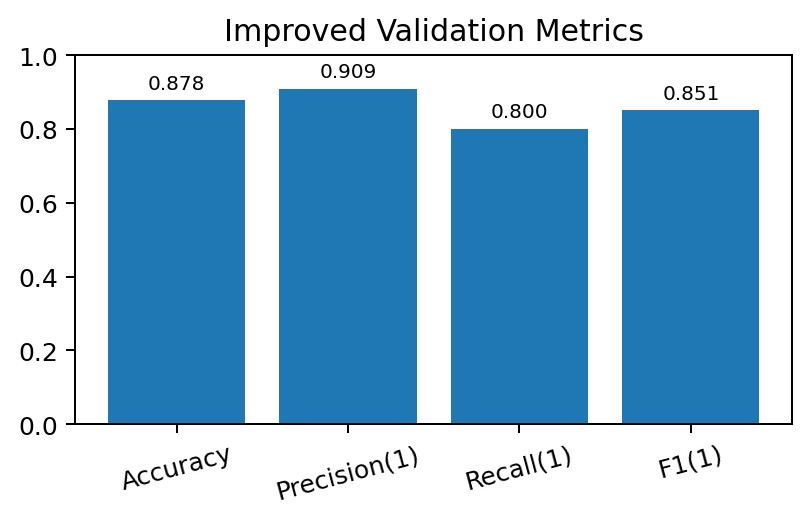 Improved Validation Metrics
1.0
0.8
0.6
0.4
0.2
0.0
0.878
0.909
0.800
0.851
Accuracy
Precision(1)
Recall(1)
F1(1)